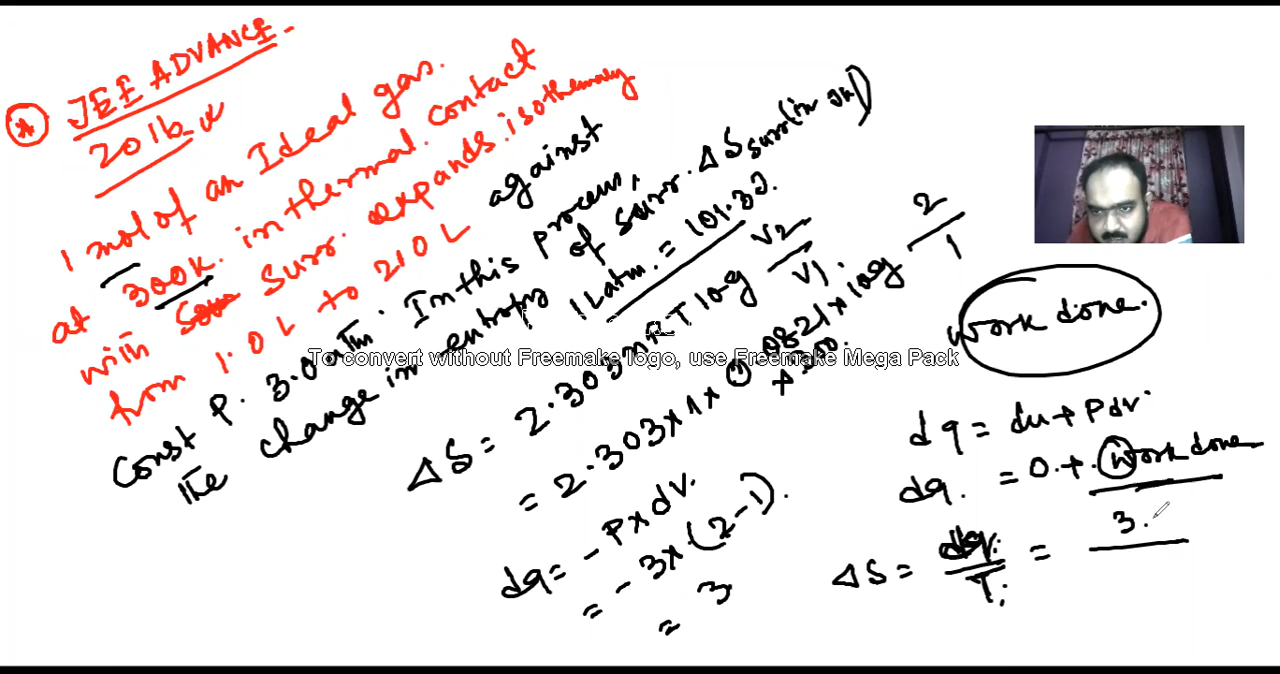 JEE ADVANCE.
2016
1 mol of an Ideal gas.
at 300K. in thermal. contact
with Surr. expands. isothermaly
from 1.0 L to 2.0 L against
Const P. 3.0 atm. In this process,
the change in entropy of surr. ΔS surr (in J/K)
1 L atm. = 101.3 J.
ΔS = 2.303 nRT log V2/V1.
= 2.303 x 1 x 0.0821 x log 2/1
x 300.
dq = - P x dV.
= - 3 x (2 - 1).
= 3
Work done.
dq = du + Pdv.
dq. = 0 + Work done
ΔS = dq/T = 3.
To convert without Freemake logo, use Freemake Mega Pack